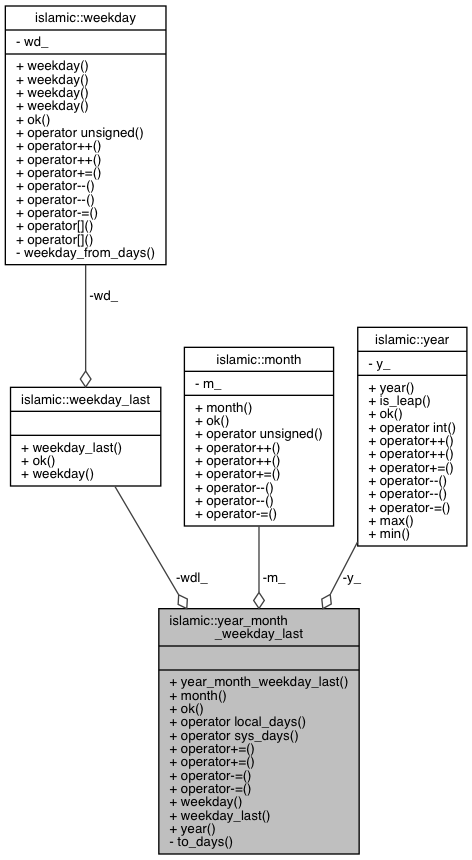 islamic::weekday
- wd_
+ weekday()
+ weekday()
+ weekday()
+ weekday()
+ ok()
+ operator unsigned()
+ operator++()
+ operator++()
+ operator+=()
+ operator--()
+ operator--()
+ operator-=()
+ operator[]()
+ operator[]()
- weekday_from_days()
-wd_
islamic::weekday_last
+ weekday_last()
+ ok()
+ weekday()
islamic::month
- m_
+ month()
+ ok()
+ operator unsigned()
+ operator++()
+ operator++()
+ operator+=()
+ operator--()
+ operator--()
+ operator-=()
islamic::year
- y_
+ year()
+ is_leap()
+ ok()
+ operator int()
+ operator++()
+ operator++()
+ operator+=()
+ operator--()
+ operator--()
+ operator-=()
+ max()
+ min()
-wdl_
-m_
-y_
islamic::year_month
_weekday_last
+ year_month_weekday_last()
+ month()
+ ok()
+ operator local_days()
+ operator sys_days()
+ operator+=()
+ operator+=()
+ operator-=()
+ operator-=()
+ weekday()
+ weekday_last()
+ year()
- to_days()